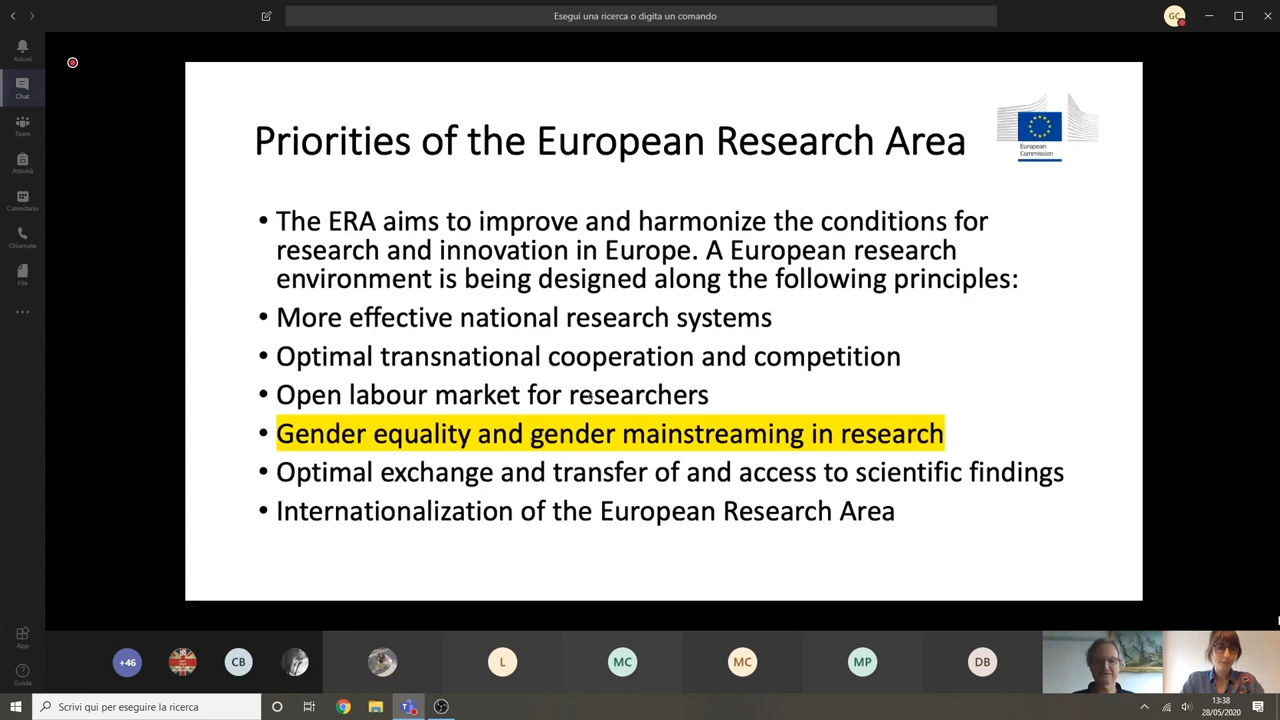 Esegui una ricerca o digita un comando
GC
Azioni
Chat
Team
Attività
Calendario
Chiamate
File
Priorities of the European Research Area
European
Commission
• The ERA aims to improve and harmonize the conditions for
research and innovation in Europe. A European research
environment is being designed along the following principles:
• More effective national research systems
• Optimal transnational cooperation and competition
• Open labour market for researchers
• Gender equality and gender mainstreaming in research
• Optimal exchange and transfer of and access to scientific findings
• Internationalization of the European Research Area
App
Guida
+46
CB
L
MC
MC
MP
DB
Scrivi qui per eseguire la ricerca
13:38
28/05/2020